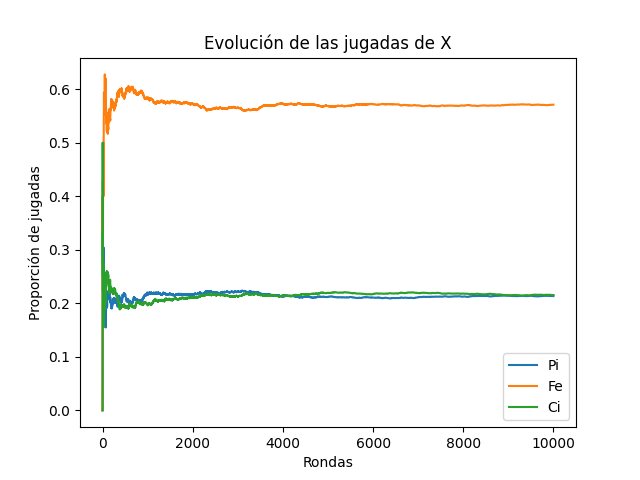 Evolución de las jugadas de X
0.6
0.5
0.4
0.3
0.2
0.1
0.0
Proporción de jugadas
0 2000 4000 6000 8000 10000
Rondas
Pi
Fe
Ci